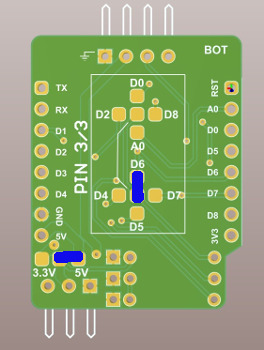 BOT
TX
RX
D1
D2
D3
D4
GND
5V
3.3V 5V
PIN 3/3
D0
D2 D8
A0
D6
D4 D7
D5
RST
A0
D0
D5
D6
D7
D8
3V3